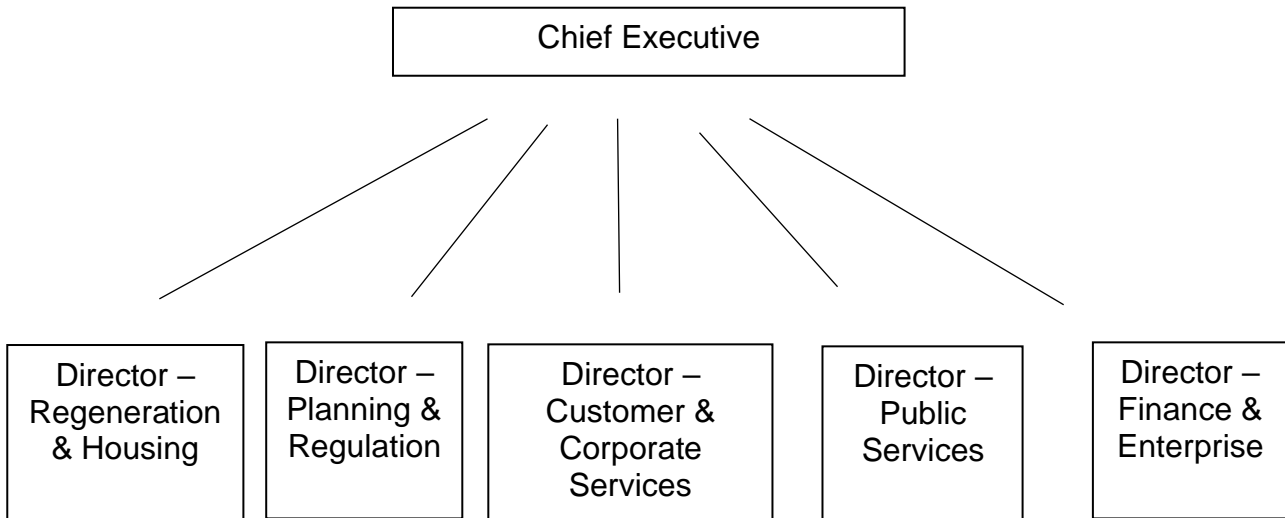 Chief Executive
Director –
Regeneration
& Housing
Director –
Planning &
Regulation
Director –
Customer &
Corporate
Services
Director –
Public
Services
Director –
Finance &
Enterprise